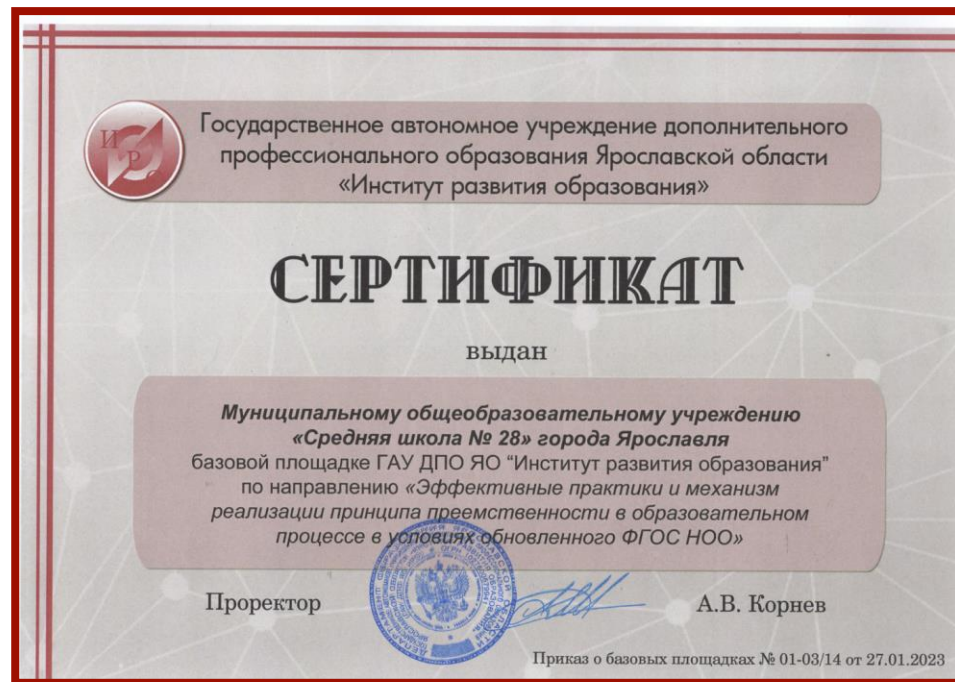 ИРО
Государственное автономное учреждение дополнительного
профессионального образования Ярославской области
«Институт развития образования»
СЕРТИФИКАТ
выдан
Муниципальному общеобразовательному учреждению
«Средняя школа № 28» города Ярославля
базовой площадке ГАУ ДПО ЯО “Институт развития образования”
по направлению «Эффективные практики и механизм
реализации принципа преемственности в образовательном
процессе в условиях обновленного ФГОС НОО»
Проректор
А.В. Корнев
Приказ о базовых площадках № 01-03/14 от 27.01.2023